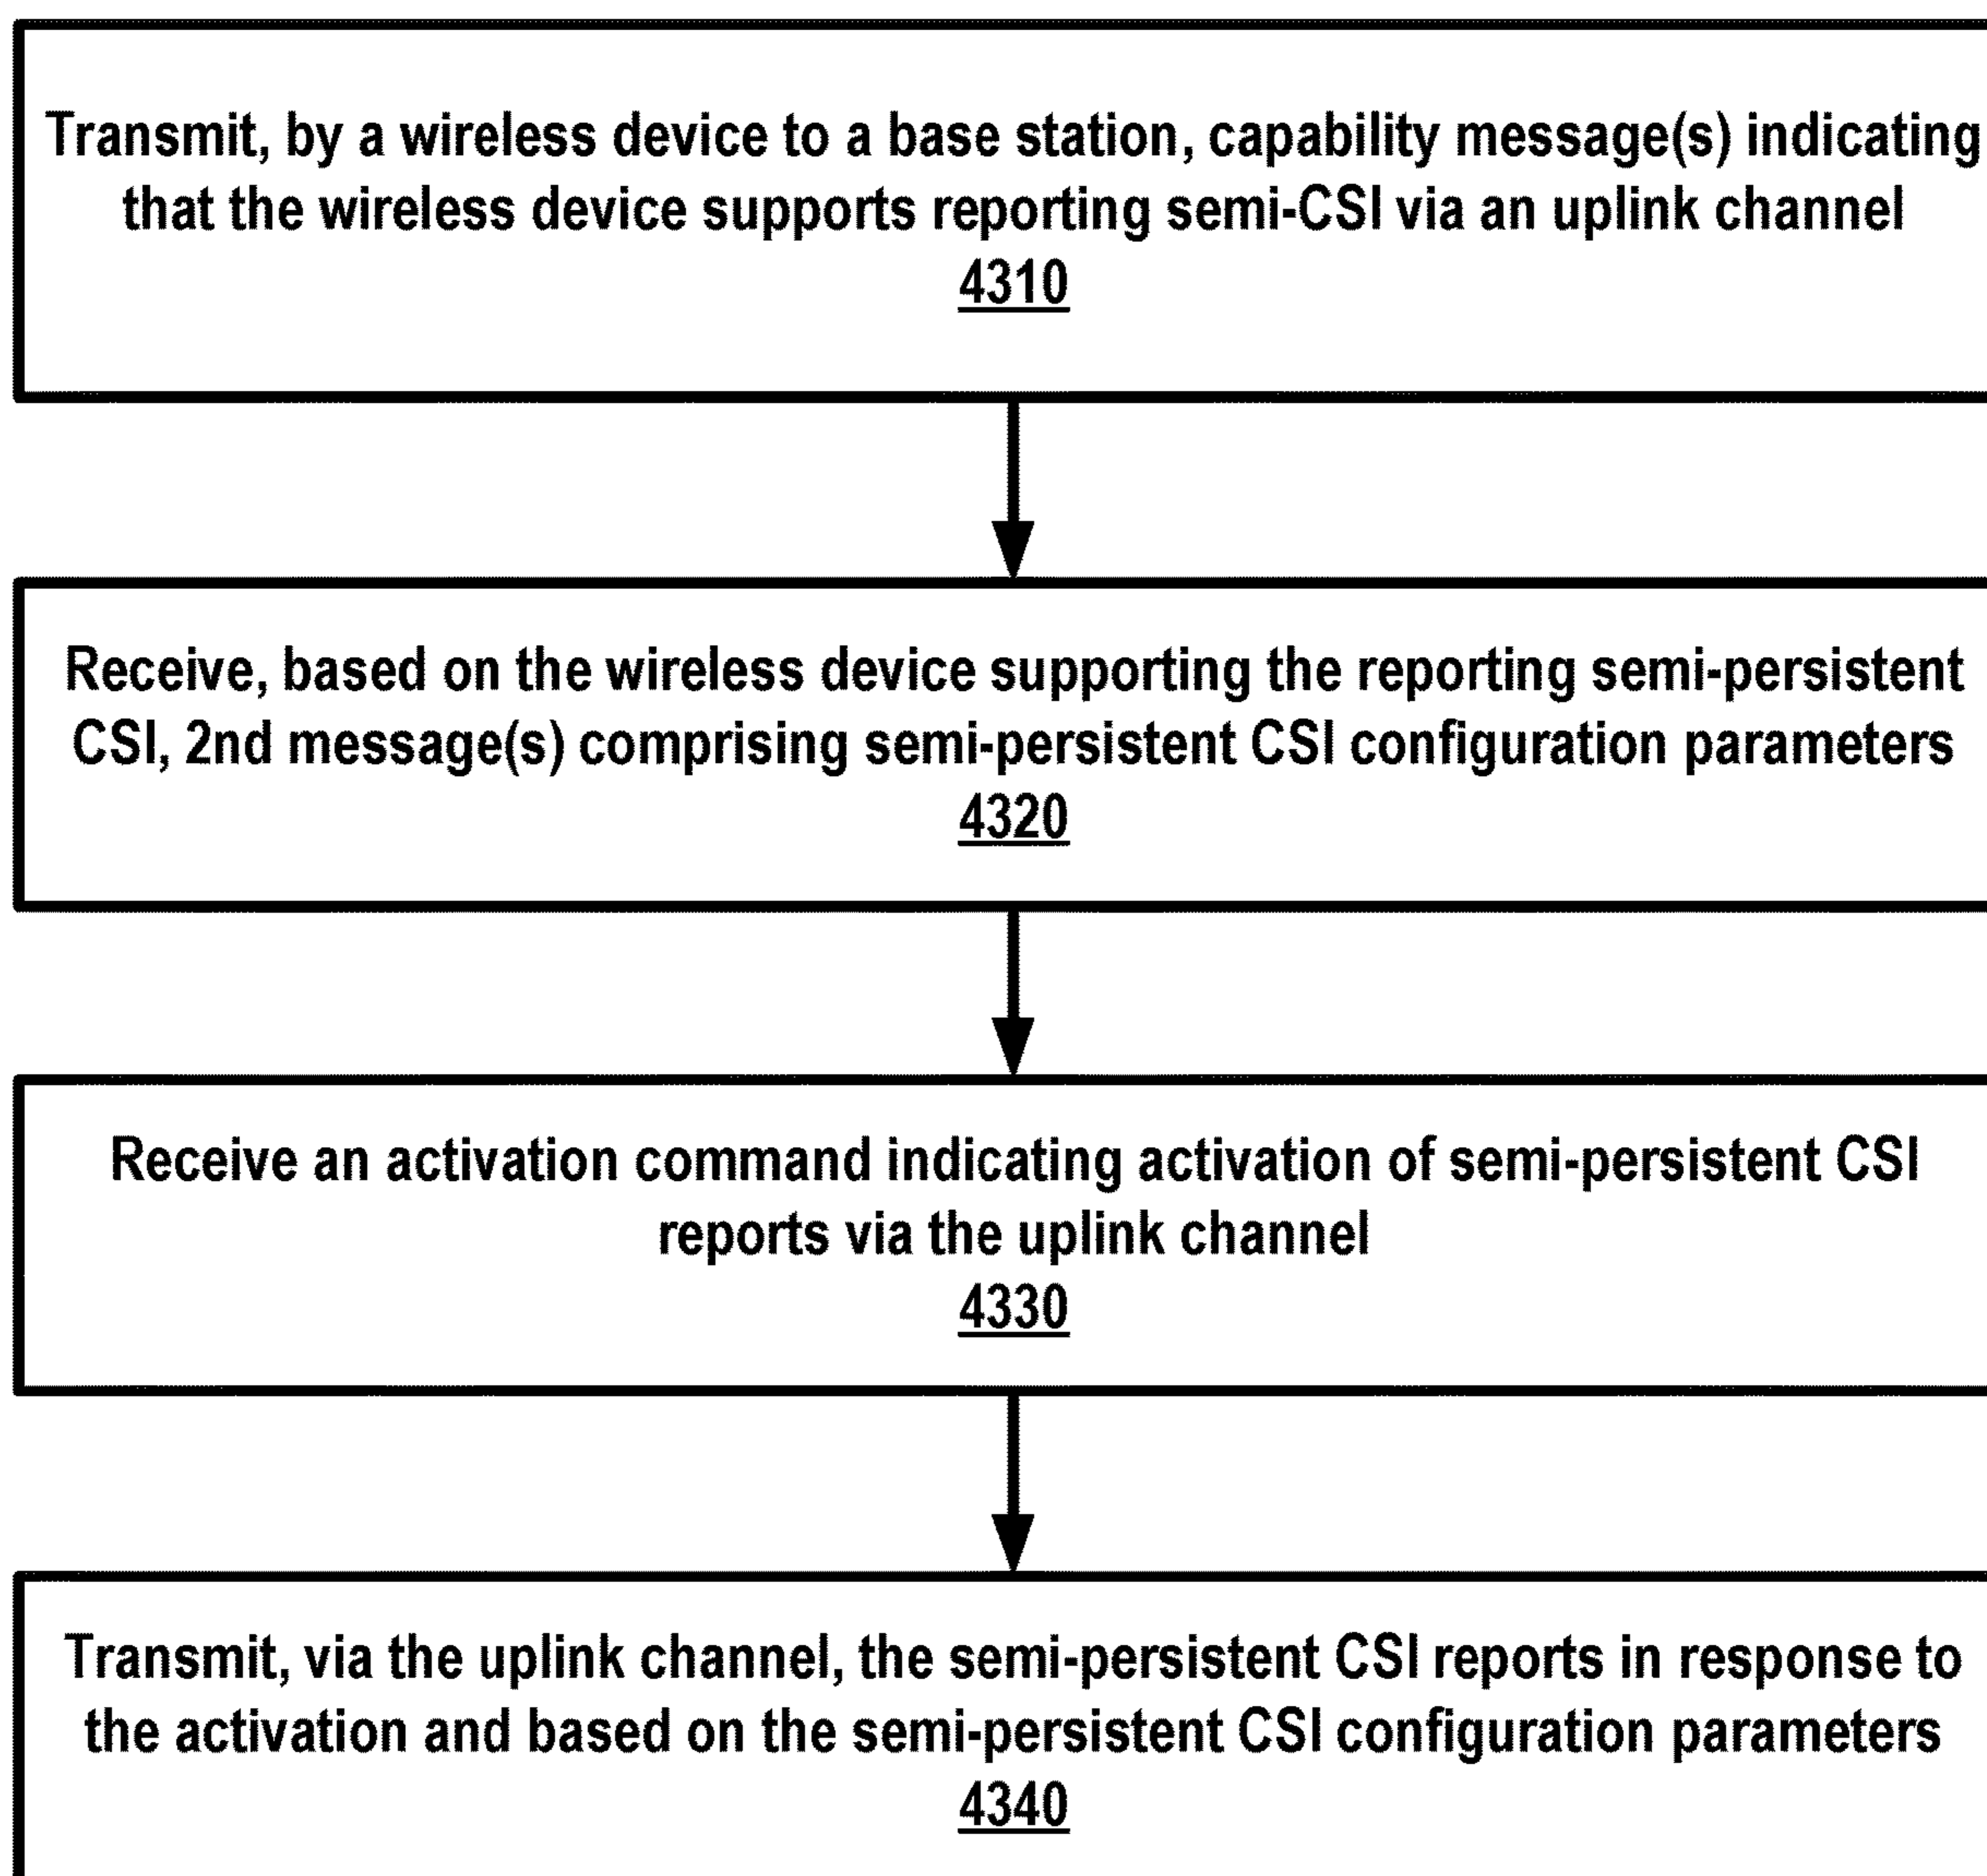 Transmit, by a wireless device to a base station, capability message(s) indicating
that the wireless device supports reporting semi-CSI via an uplink channel
4310
Receive, based on the wireless device supporting the reporting semi-persistent
CSI, 2nd message(s) comprising semi-persistent CSI configuration parameters
4320
Receive an activation command indicating activation of semi-persistent CSI
reports via the uplink channel
4330
Transmit, via the uplink channel, the semi-persistent CSI reports in response to
the activation and based on the semi-persistent CSI configuration parameters
4340